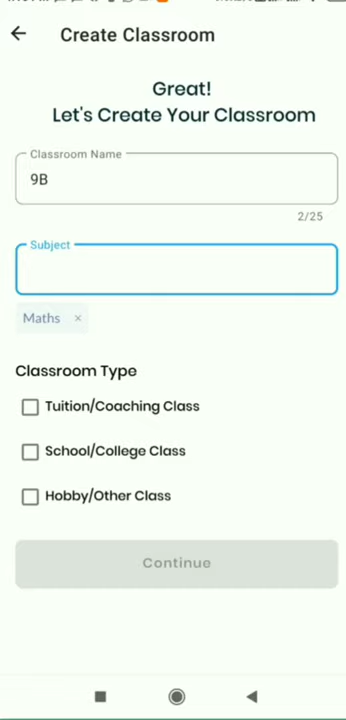 Create Classroom
Great!
Let's Create Your Classroom
Classroom Name
9B
2/25
Subject
Maths ×
Classroom Type
Tuition/Coaching Class
School/College Class
Hobby/Other Class
Continue